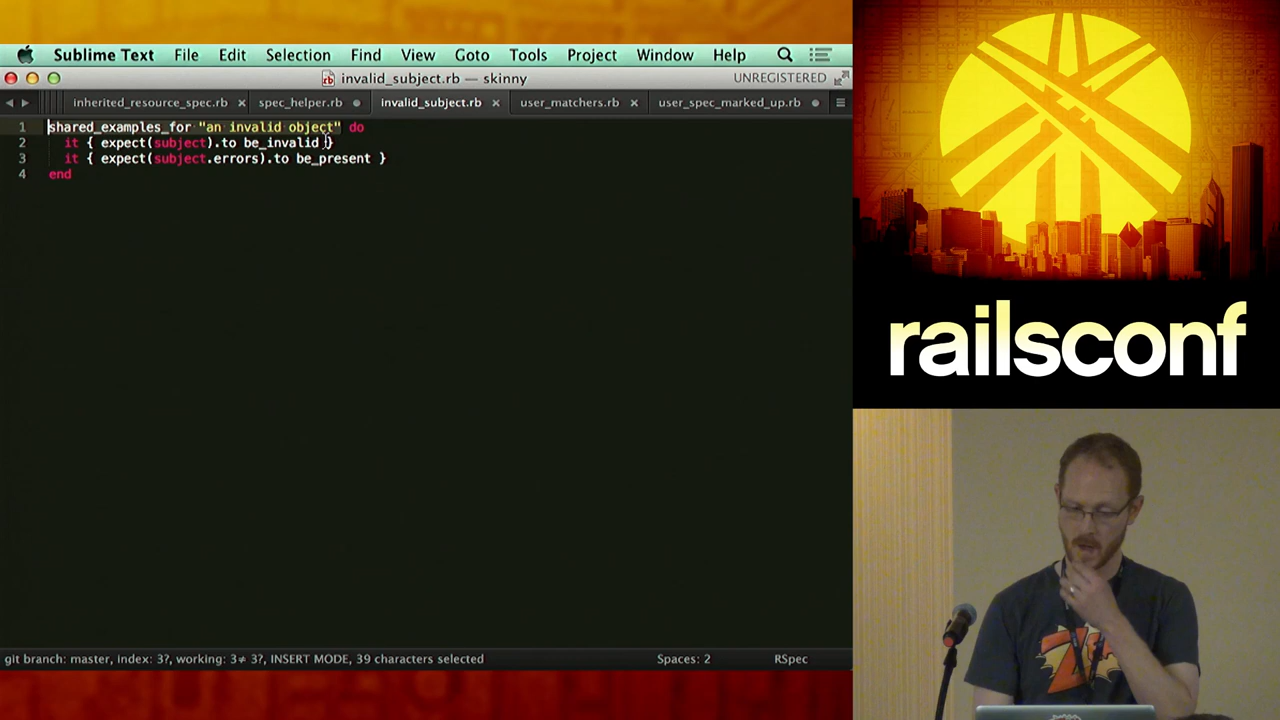 Sublime Text File Edit Selection Find View Goto Tools Project Window Help
invalid_subject.rb — skinny UNREGISTERED
inherited_resource_spec.rb spec_helper.rb invalid_subject.rb user_matchers.rb user_spec_marked_up.rb
1 shared_examples_for "an invalid object" do
2 it { expect(subject).to be_invalid }
3 it { expect(subject.errors).to be_present }
4 end
git branch: master, index: 3?, working: 3≠ 3?, INSERT MODE, 39 characters selected Spaces: 2 RSpec
railsconf